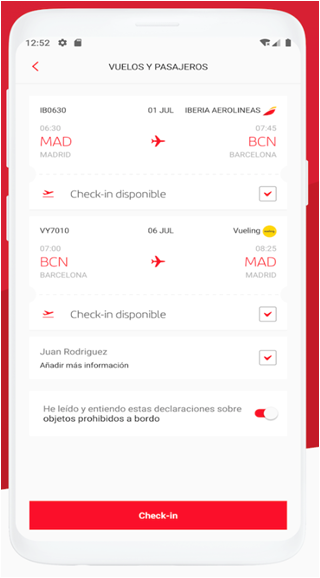 12:52
VUELOS Y PASAJEROS
IB0630 01 JUL IBERIA AEROLINEAS
06:30 07:45
MAD BCN
MADRID BARCELONA
Check-in disponible
VY7010 06 JUL Vueling
07:00 08:25
BCN MAD
BARCELONA MADRID
Check-in disponible
Juan Rodriguez
Añadir más información
He leído y entiendo estas declaraciones sobre
objetos prohibidos a bordo
Check-in